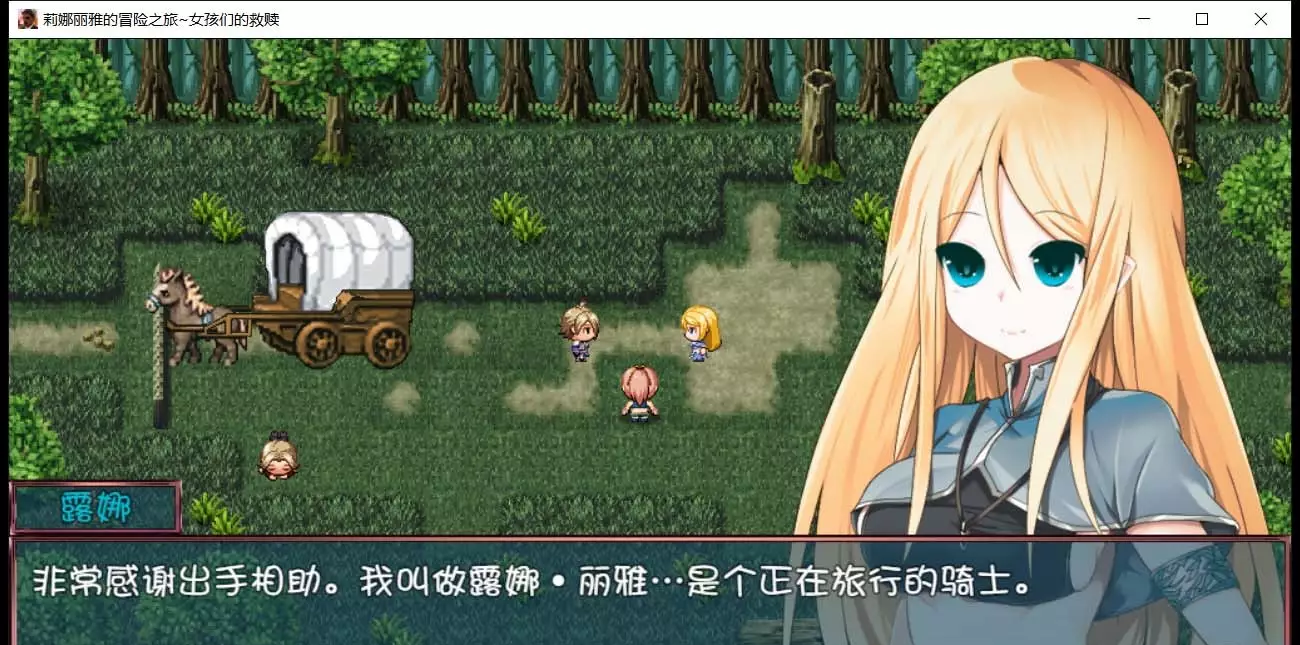 莉娜丽雅的冒险之旅~女孩们的救赎
露娜
非常感谢出手相助。我叫做露娜•丽雅…是个正在旅行的骑士。